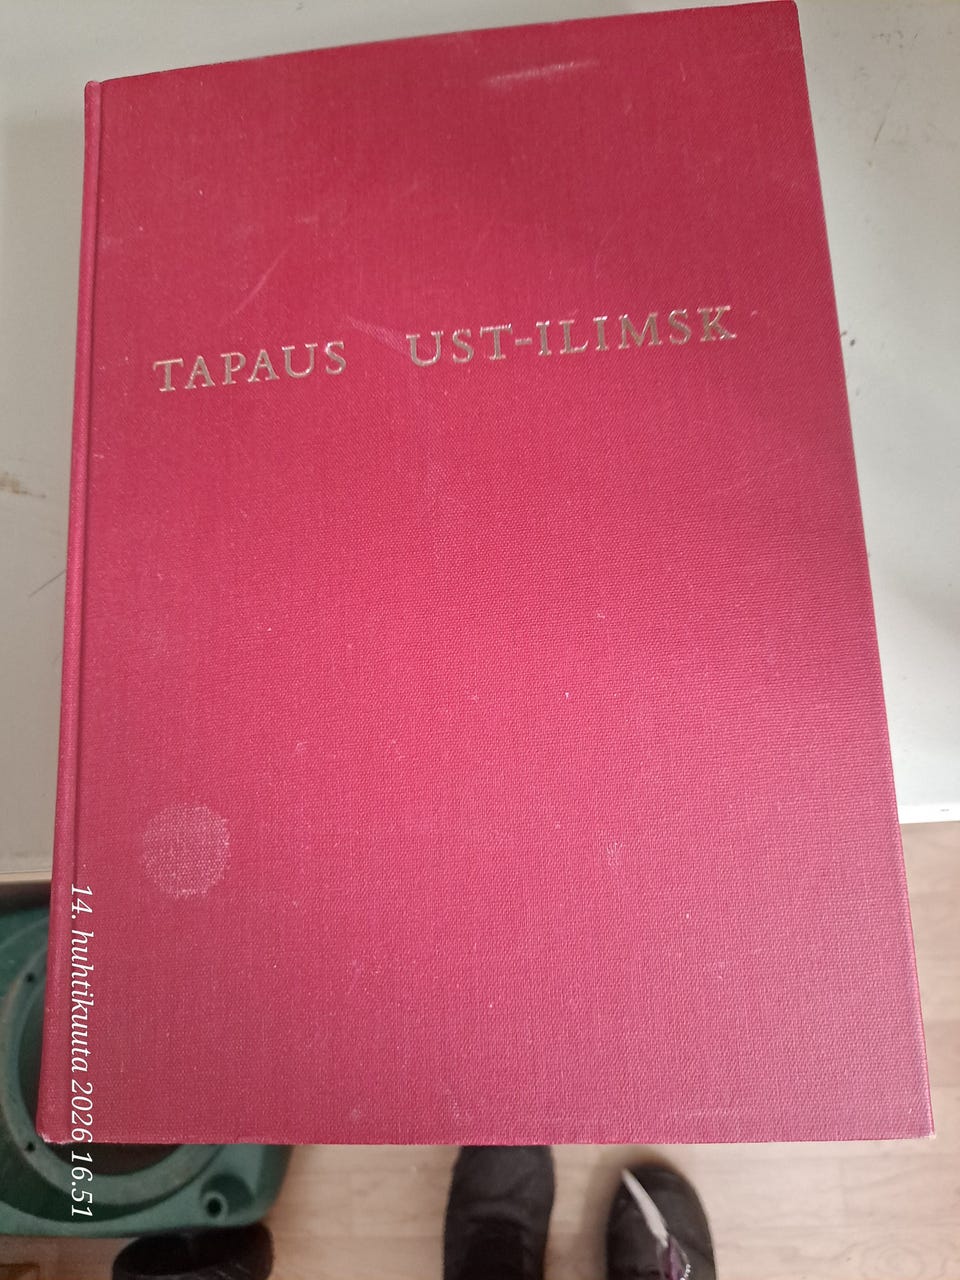 TAPAUS UST-ILIMSK
14. huhtikuuta 2026 16.51